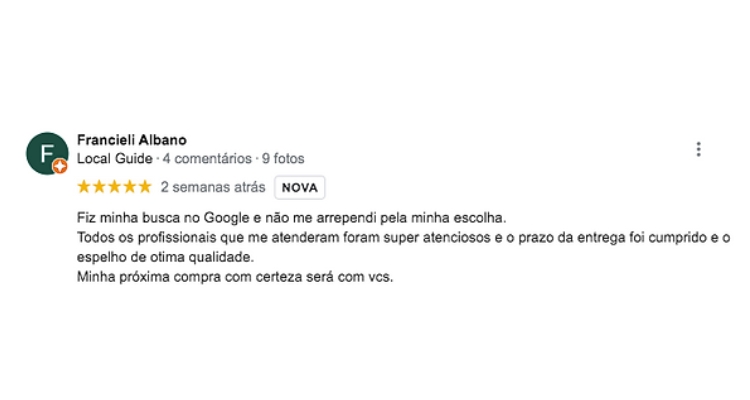 F
Francieli Albano
Local Guide · 4 comentários · 9 fotos
2 semanas atrás NOVA
Fiz minha busca no Google e não me arrependi pela minha escolha.
Todos os profissionais que me atenderam foram super atenciosos e o prazo da entrega foi cumprido e o
espelho de otima qualidade.
Minha próxima compra com certeza será com vcs.